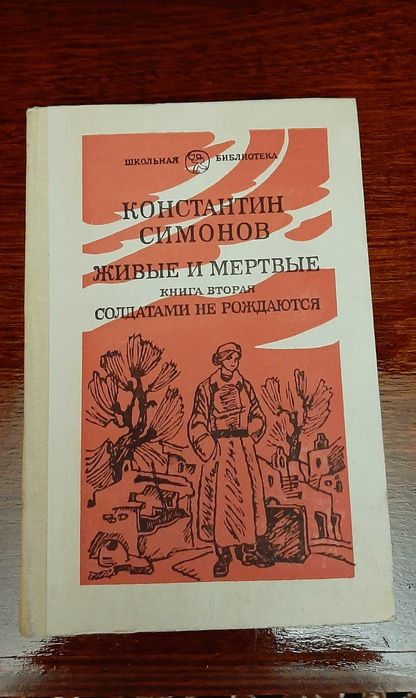 ШКОЛЬНАЯ БИБЛИОТЕКА
КОНСТАНТИН
СИМОНОВ
ЖИВЫЕ И МЕРТВЫЕ
КНИГА ВТОРАЯ
СОЛДАТАМИ НЕ РОЖДАЮТСЯ